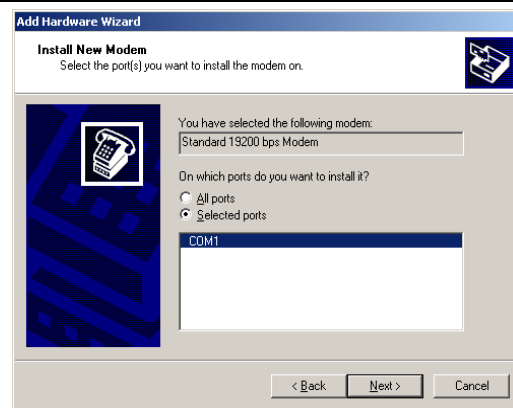 Add Hardware Wizard
Install New Modem
Select the port(s) you want to install the modem on.
You have selected the following modem:
Standard 19200 bps Modem
On which ports do you want to install it?
All ports
Selected ports
COM1
< Back
Next >
Cancel